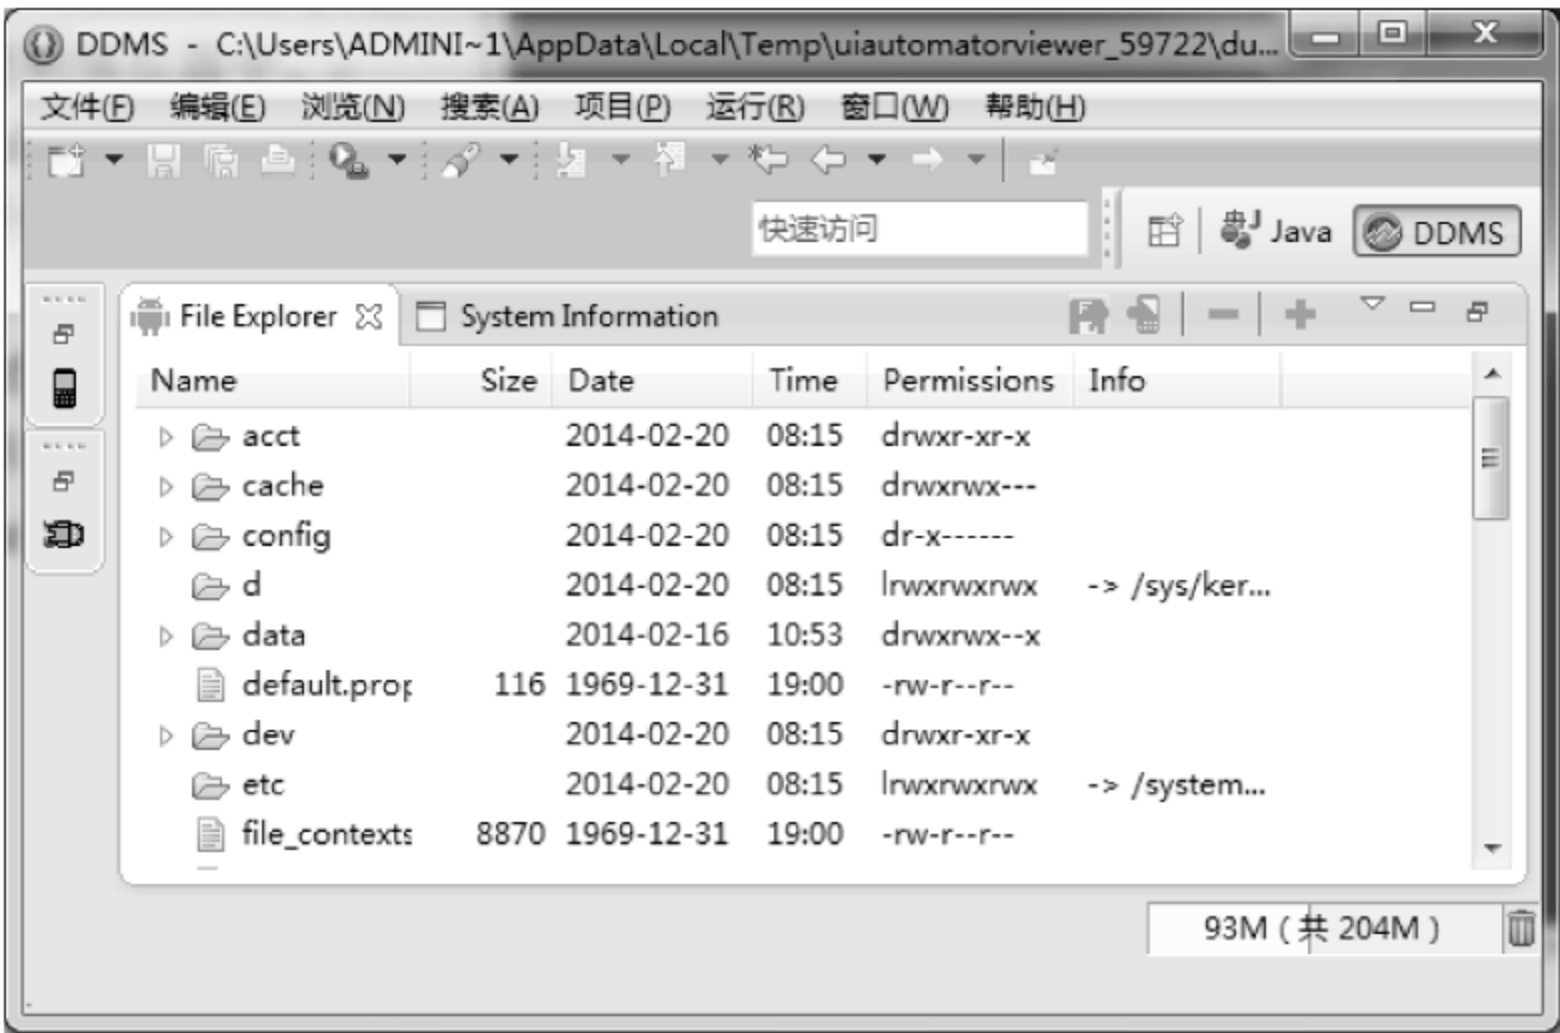 DDMS - C:\Users\ADMINI~1\AppData\Local\Temp\uiautomatorviewer_59722\du...
文件(F) 编辑(E) 浏览(N) 搜索(A) 项目(P) 运行(R) 窗口(W) 帮助(H)
快速访问 Java DDMS
File Explorer System Information
Name Size Date Time Permissions Info
acct 2014-02-20 08:15 drwxr-xr-x
cache 2014-02-20 08:15 drwxrwx---
config 2014-02-20 08:15 dr-x------
d 2014-02-20 08:15 lrwxrwxrwx -> /sys/ker...
data 2014-02-16 10:53 drwxrwx--x
default.prop 116 1969-12-31 19:00 -rw-r--r--
dev 2014-02-20 08:15 drwxr-xr-x
etc 2014-02-20 08:15 lrwxrwxrwx -> /system...
file_contexts 8870 1969-12-31 19:00 -rw-r--r--
93M (共 204M)